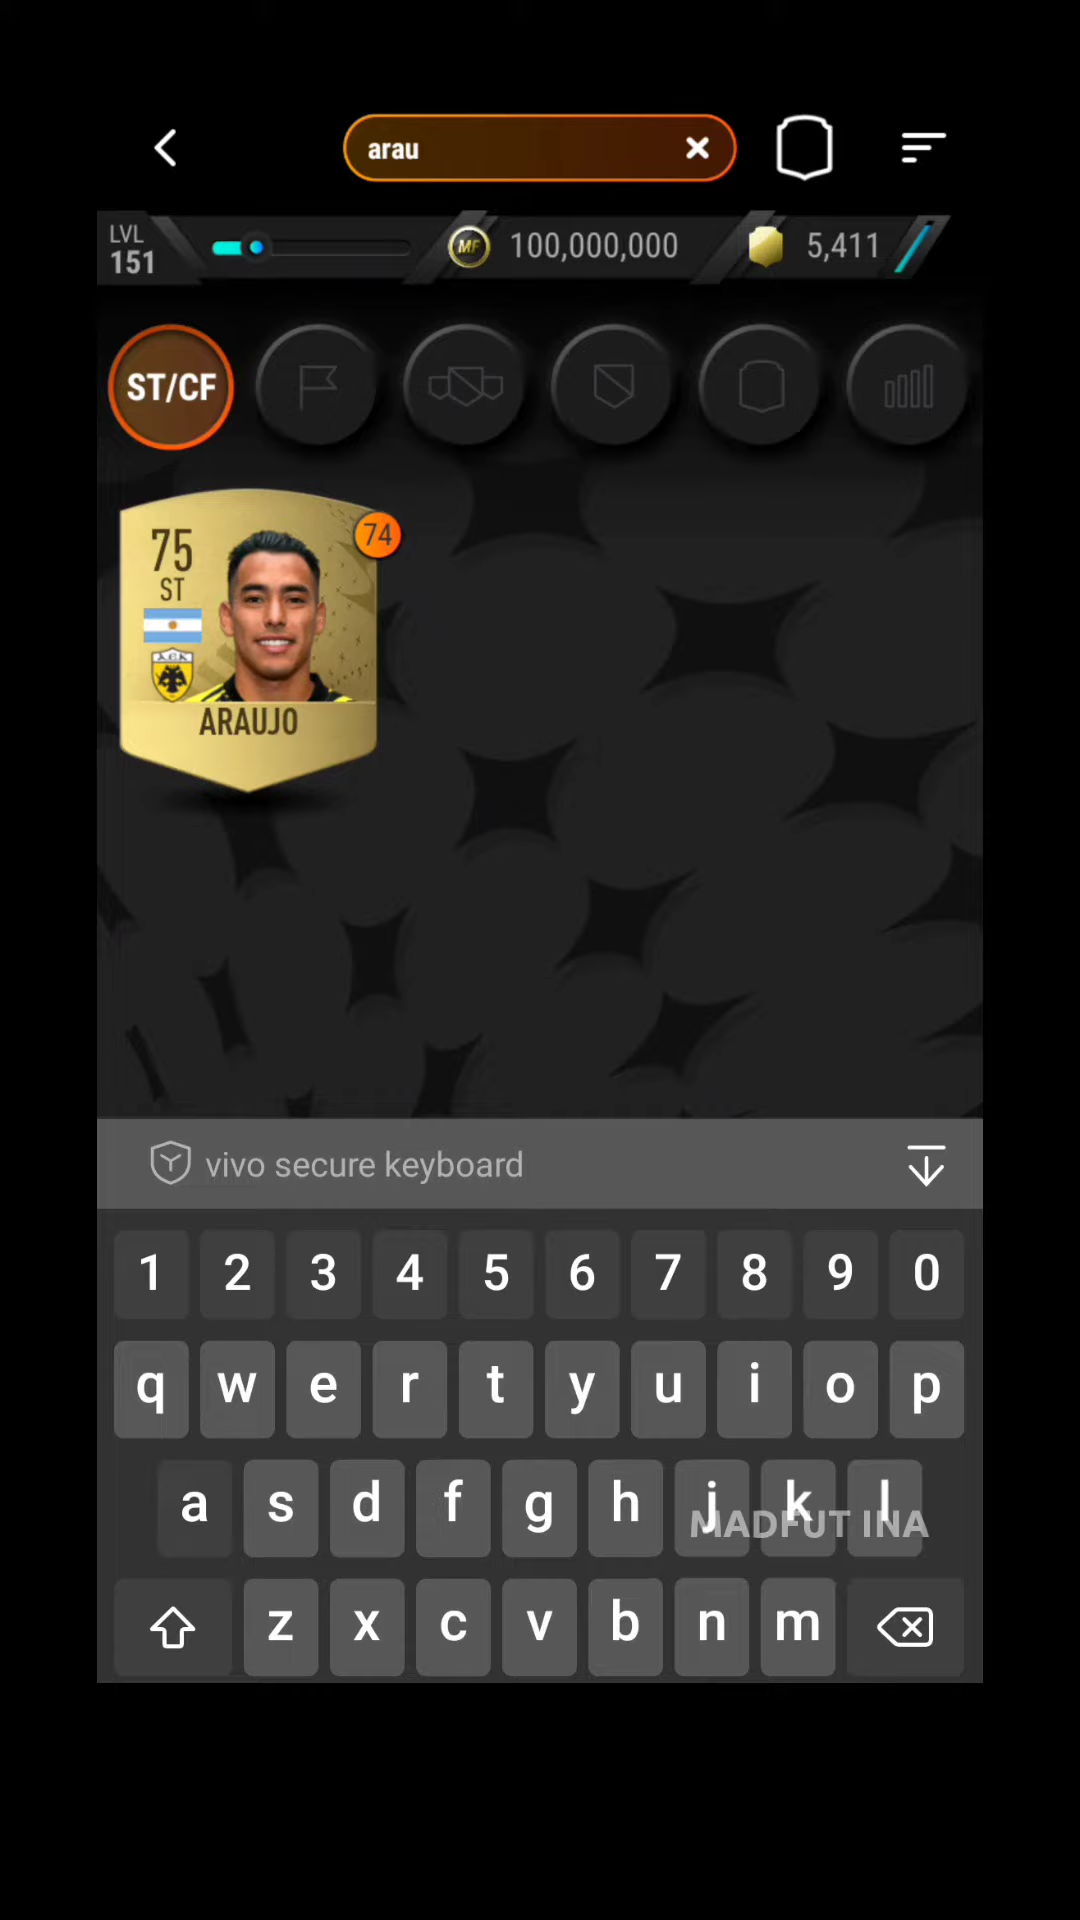 arau
LVL
151
MF
100,000,000
5,411
ST/CF
75
74
ST
ARAUJO
vivo secure keyboard
1 2 3 4 5 6 7 8 9 0
q w e r t y u i o p
a s d f g h j k l
MADFUT INA
z x c v b n m